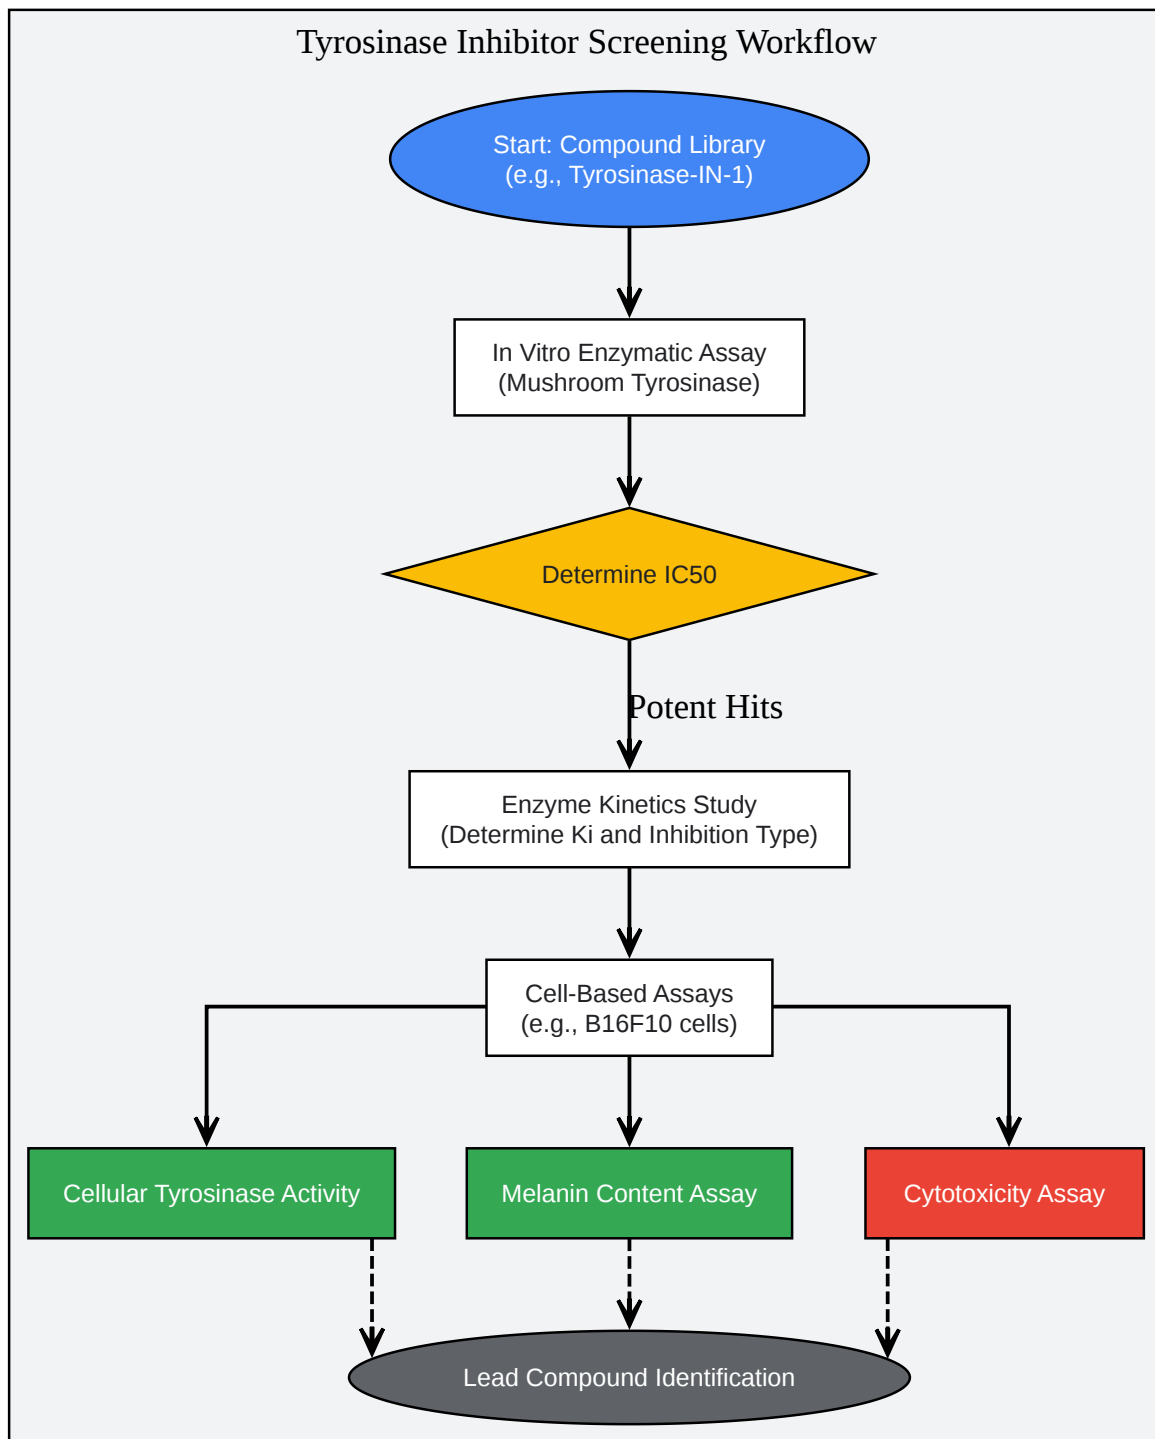 Tyrosinase Inhibitor Screening Workflow
Start: Compound Library
(e.g., Tyrosinase-IN-1)
In Vitro Enzymatic Assay
(Mushroom Tyrosinase)
Determine IC50
Potent Hits
Enzyme Kinetics Study
(Determine Ki and Inhibition Type)
Cell-Based Assays
(e.g., B16F10 cells)
Cellular Tyrosinase Activity
Melanin Content Assay
Cytotoxicity Assay
Lead Compound Identification